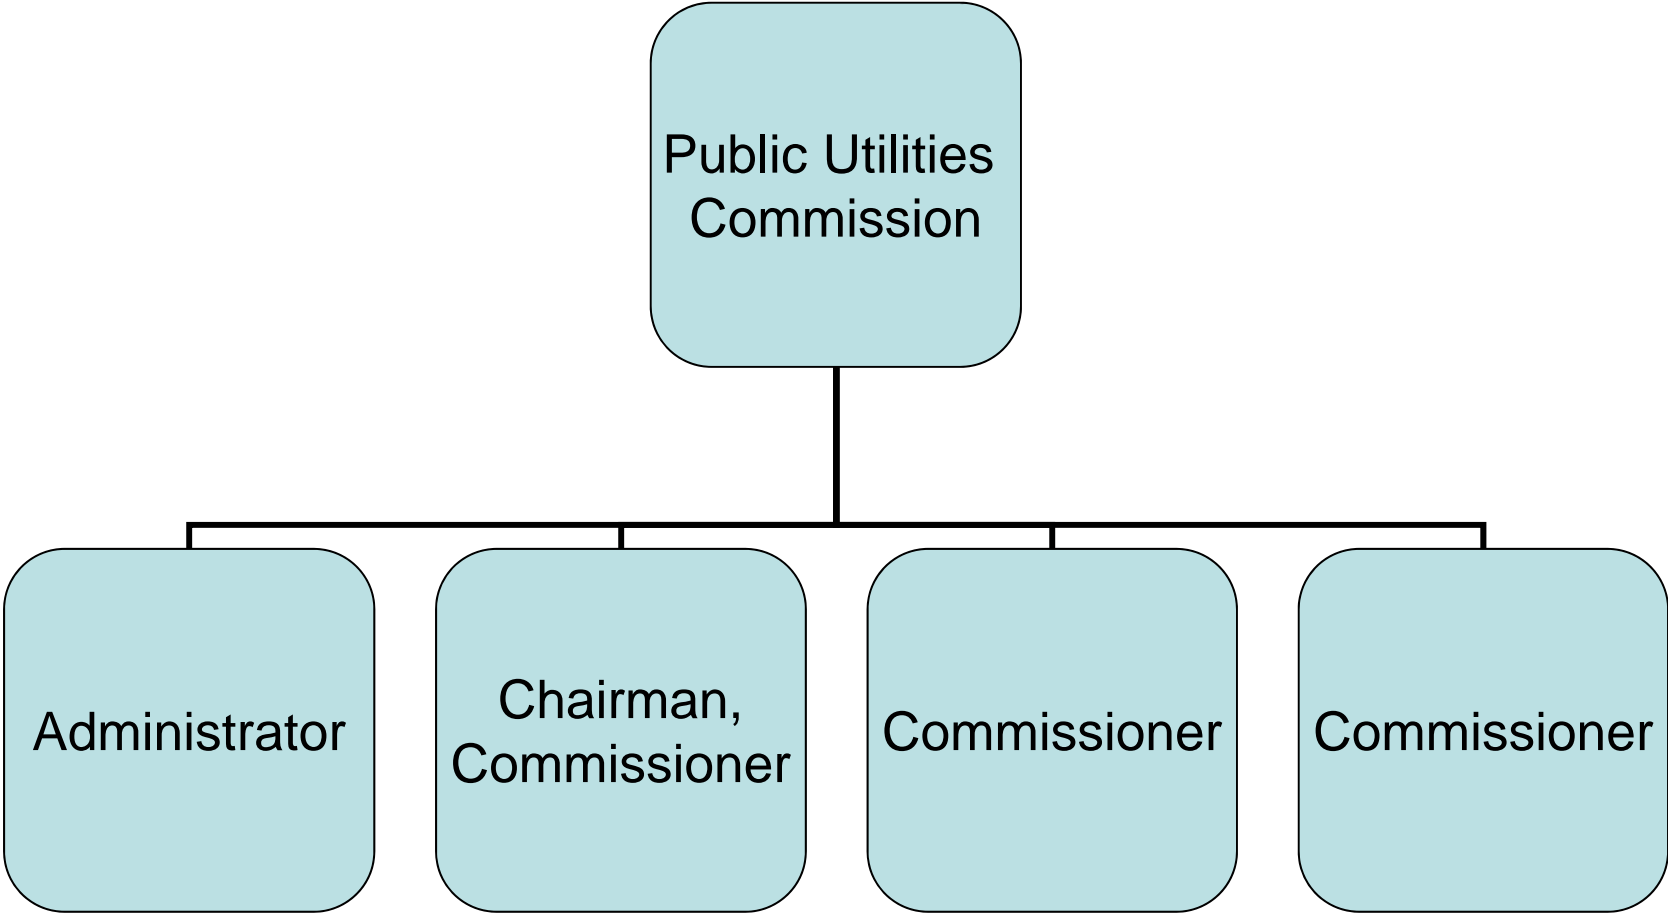 Public Utilities
Commission
Administrator
Chairman,
Commissioner
Commissioner
Commissioner